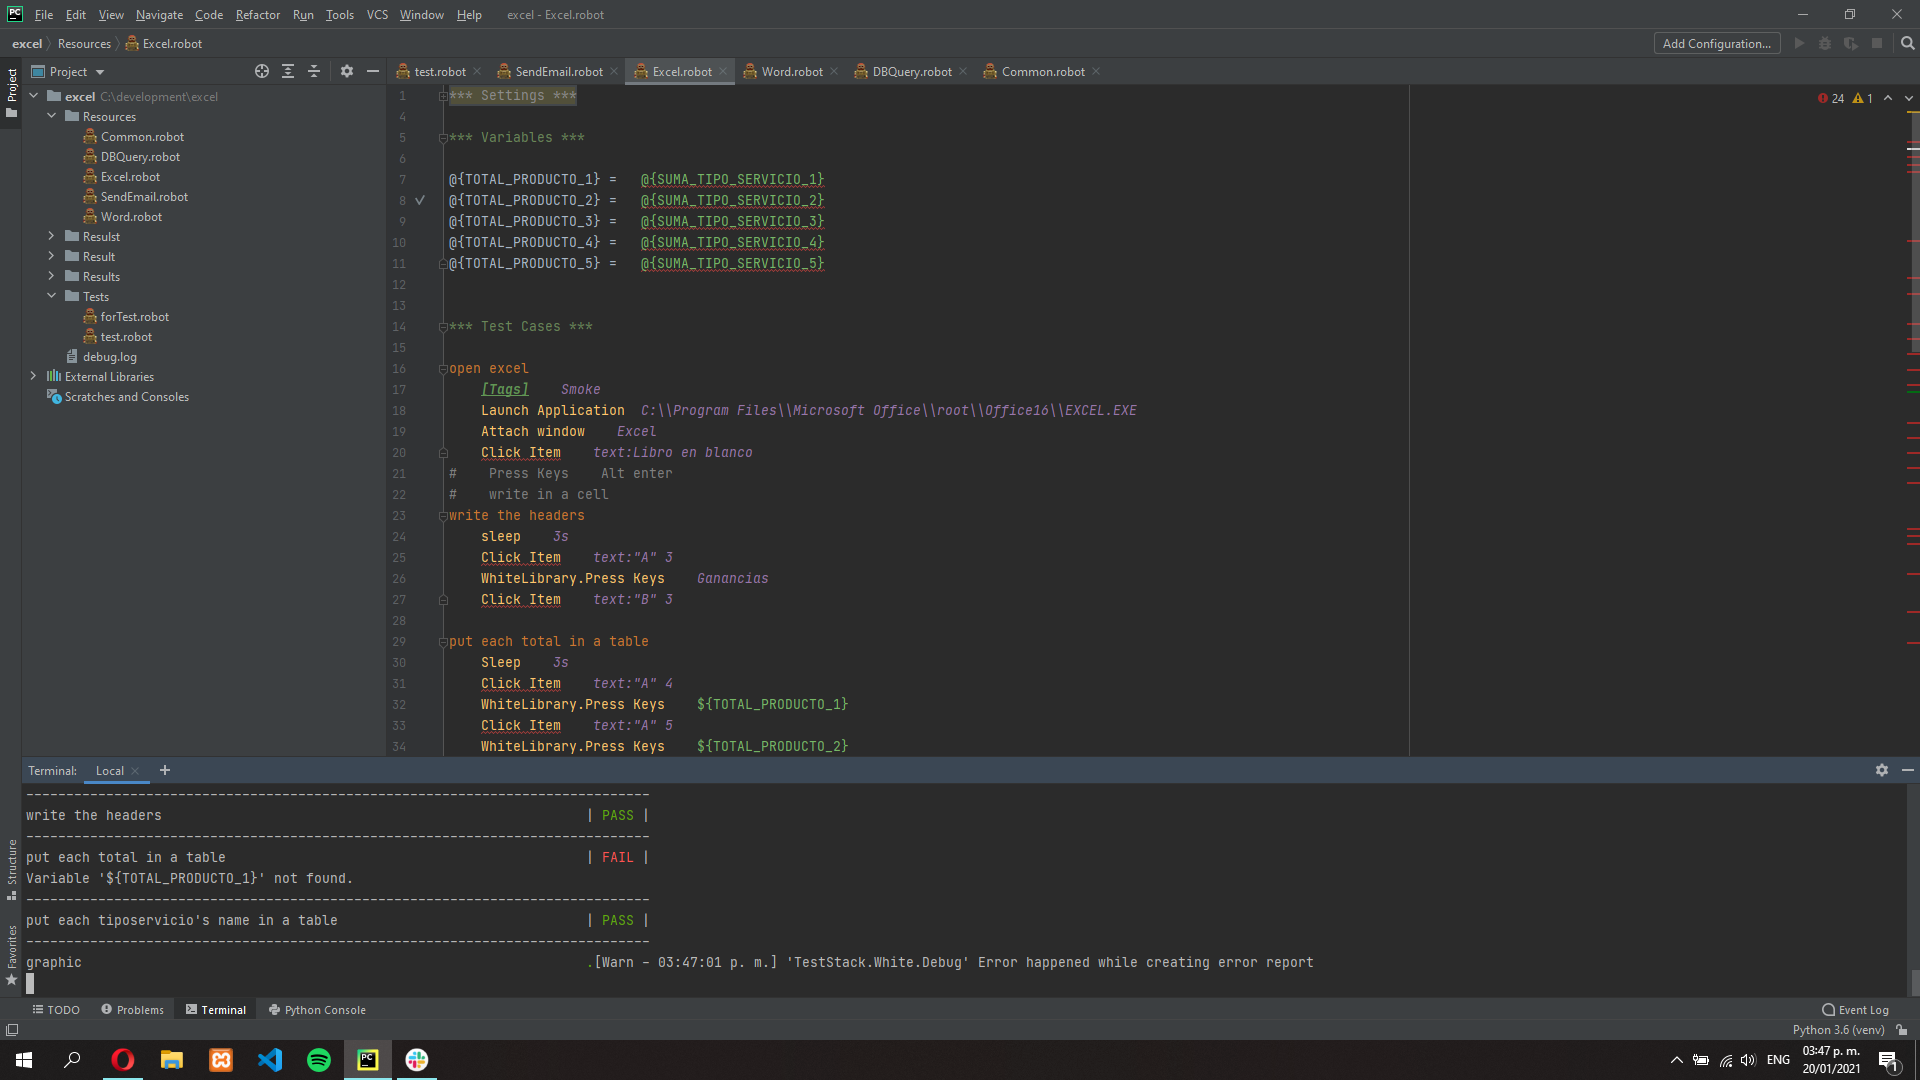 PC File Edit View Navigate Code Refactor Run Tools VCS Window Help excel - Excel.robot
excel Resources Excel.robot Add Configuration...
Project
Project
test.robot SendEmail.robot Excel.robot Word.robot DBQuery.robot Common.robot
excel C:\development\excel
Resources
Common.robot
DBQuery.robot
Excel.robot
SendEmail.robot
Word.robot
Resulst
Result
Results
Tests
forTest.robot
test.robot
debug.log
External Libraries
Scratches and Consoles
24 1
1 *** Settings ***
4
5 *** Variables ***
6
7 @{TOTAL_PRODUCTO_1} =   @{SUMA_TIPO_SERVICIO_1}
8 @{TOTAL_PRODUCTO_2} =   @{SUMA_TIPO_SERVICIO_2}
9 @{TOTAL_PRODUCTO_3} =   @{SUMA_TIPO_SERVICIO_3}
10 @{TOTAL_PRODUCTO_4} =   @{SUMA_TIPO_SERVICIO_4}
11 @{TOTAL_PRODUCTO_5} =   @{SUMA_TIPO_SERVICIO_5}
12
13
14 *** Test Cases ***
15
16 open excel
17     [Tags]    Smoke
18     Launch Application  C:\\Program Files\\Microsoft Office\\root\\Office16\\EXCEL.EXE
19     Attach window    Excel
20     Click Item    text:Libro en blanco
21 #    Press Keys    Alt enter
22 #    write in a cell
23 write the headers
24     sleep    3s
25     Click Item    text:"A" 3
26     WhiteLibrary.Press Keys    Ganancias
27     Click Item    text:"B" 3
28
29 put each total in a table
30     Sleep    3s
31     Click Item    text:"A" 4
32     WhiteLibrary.Press Keys    ${TOTAL_PRODUCTO_1}
33     Click Item    text:"A" 5
34     WhiteLibrary.Press Keys    ${TOTAL_PRODUCTO_2}
Terminal: Local +
------------------------------------------------------------------------------
write the headers | PASS |
------------------------------------------------------------------------------
put each total in a table | FAIL |
Variable '${TOTAL_PRODUCTO_1}' not found.
------------------------------------------------------------------------------
put each tiposervicio's name in a table | PASS |
------------------------------------------------------------------------------
graphic .[Warn - 03:47:01 p. m.] 'TestStack.White.Debug' Error happened while creating error report
Structure
Favorites
TODO Problems Terminal Python Console Event Log
Python 3.6 (venv)
PC ENG 03:47 p. m.
20/01/2021
1